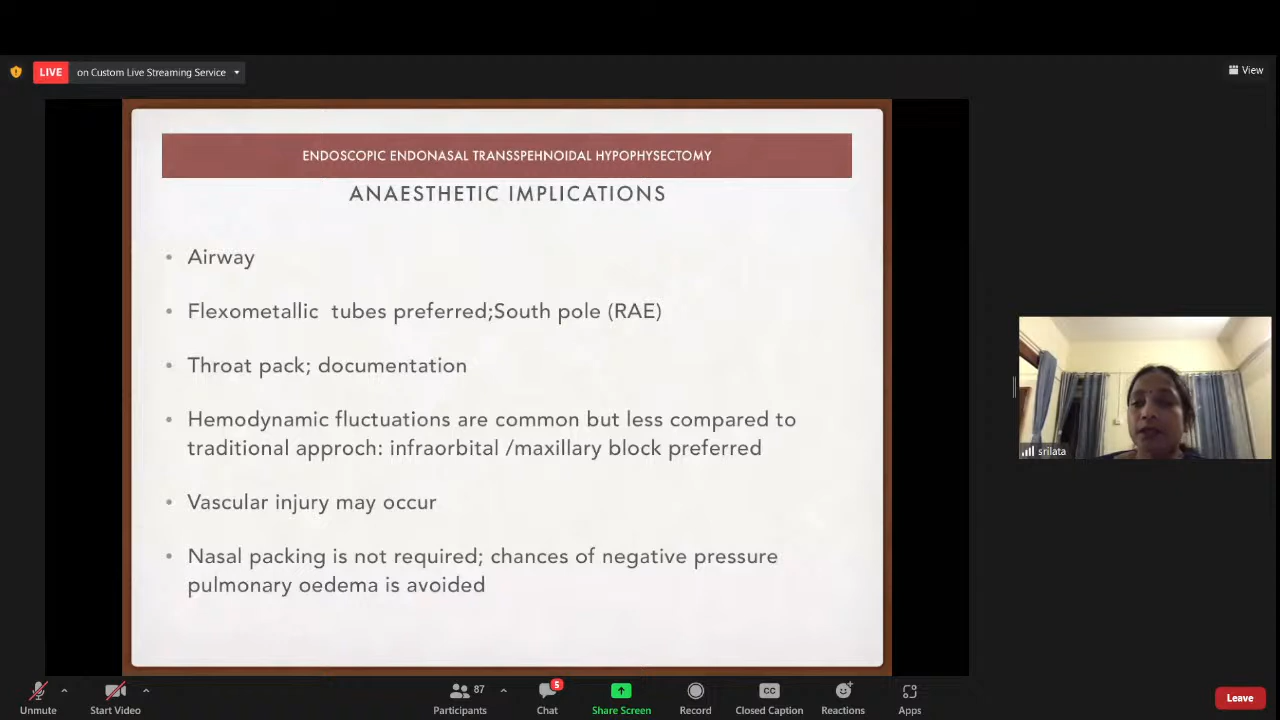 LIVE on Custom Live Streaming Service
View
ENDOSCOPIC ENDONASAL TRANSSPEHNOIDAL HYPOPHYSECTOMY
ANAESTHETIC IMPLICATIONS
• Airway
• Flexometallic tubes preferred;South pole (RAE)
• Throat pack; documentation
• Hemodynamic fluctuations are common but less compared to
traditional approch: infraorbital /maxillary block preferred
• Vascular injury may occur
• Nasal packing is not required; chances of negative pressure
pulmonary oedema is avoided
srilata
87
5
CC
Unmute Start Video Participants Chat Share Screen Record Closed Caption Reactions Apps Leave